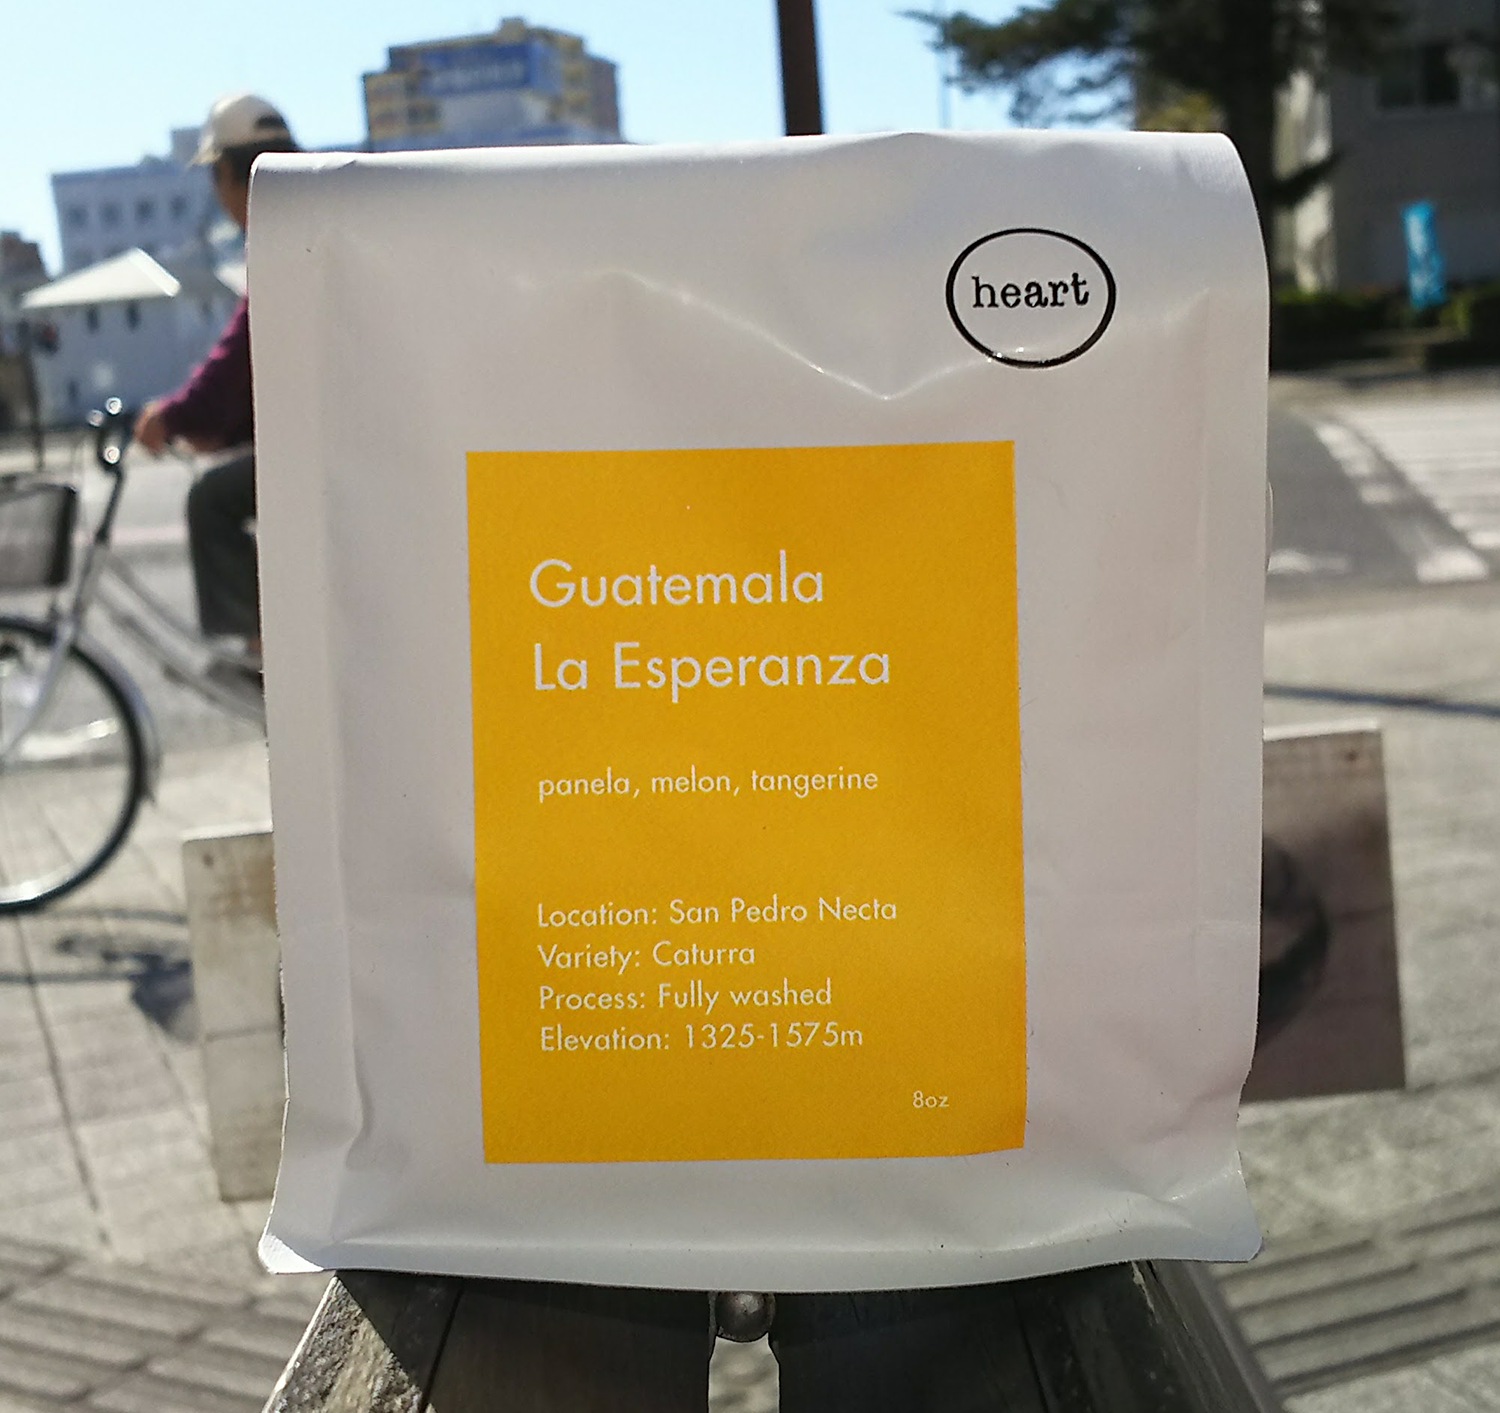 heart
Guatemala
La Esperanza
panela, melon, tangerine
Location: San Pedro Necta
Variety: Caturra
Process: Fully washed
Elevation: 1325-1575m
8oz